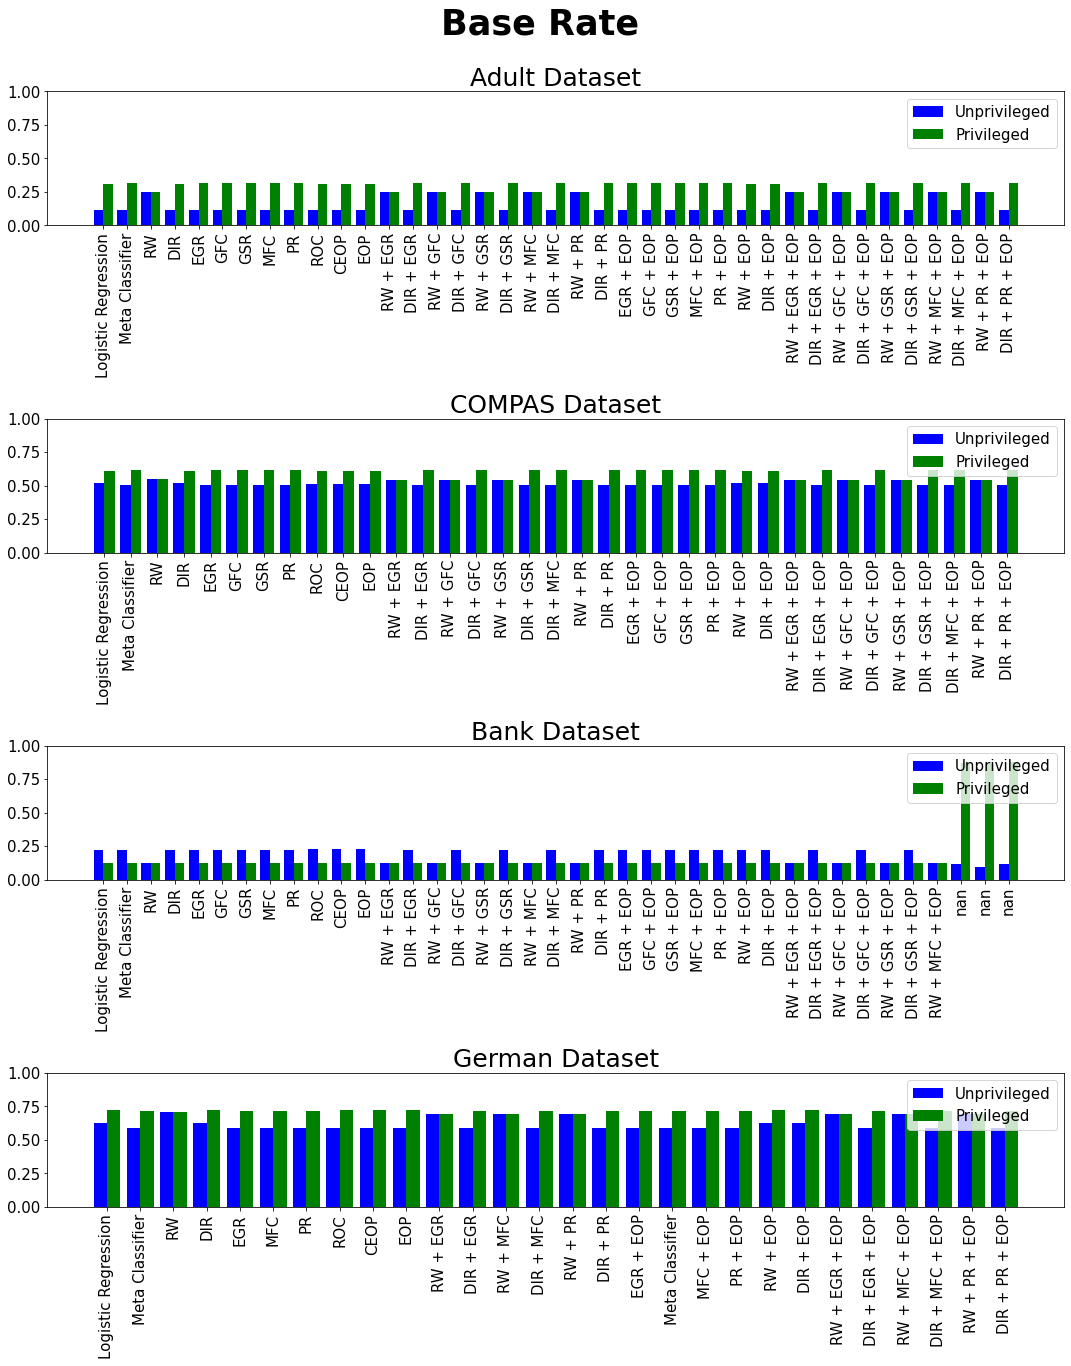 Base Rate
Adult Dataset
1.00
0.75
0.50
0.25
0.00
Unprivileged
Privileged
Logistic Regression
Meta Classifier
RW
DIR
EGR
GFC
GSR
MFC
PR
ROC
CEOP
EOP
RW + EGR
DIR + EGR
RW + GFC
DIR + GFC
RW + GSR
DIR + GSR
RW + MFC
DIR + MFC
RW + PR
DIR + PR
EGR + EOP
GFC + EOP
GSR + EOP
MFC + EOP
PR + EOP
RW + EOP
DIR + EOP
RW + EGR + EOP
DIR + EGR + EOP
RW + GFC + EOP
DIR + GFC + EOP
RW + GSR + EOP
DIR + GSR + EOP
RW + MFC + EOP
DIR + MFC + EOP
RW + PR + EOP
DIR + PR + EOP
COMPAS Dataset
1.00
0.75
0.50
0.25
0.00
Unprivileged
Privileged
Logistic Regression
Meta Classifier
RW
DIR
EGR
GFC
GSR
PR
ROC
CEOP
EOP
RW + EGR
DIR + EGR
RW + GFC
DIR + GFC
RW + GSR
DIR + GSR
DIR + MFC
RW + PR
DIR + PR
EGR + EOP
GFC + EOP
GSR + EOP
PR + EOP
RW + EOP
DIR + EOP
RW + EGR + EOP
DIR + EGR + EOP
RW + GFC + EOP
DIR + GFC + EOP
RW + GSR + EOP
DIR + GSR + EOP
DIR + MFC + EOP
RW + PR + EOP
DIR + PR + EOP
Bank Dataset
1.00
0.75
0.50
0.25
0.00
Unprivileged
Privileged
Logistic Regression
Meta Classifier
RW
DIR
EGR
GFC
GSR
MFC
PR
ROC
CEOP
EOP
RW + EGR
DIR + EGR
RW + GFC
DIR + GFC
RW + GSR
DIR + GSR
RW + MFC
DIR + MFC
RW + PR
DIR + PR
EGR + EOP
GFC + EOP
GSR + EOP
MFC + EOP
PR + EOP
RW + EOP
DIR + EOP
RW + EGR + EOP
DIR + EGR + EOP
RW + GFC + EOP
DIR + GFC + EOP
RW + GSR + EOP
DIR + GSR + EOP
RW + MFC + EOP
nan
nan
nan
German Dataset
1.00
0.75
0.50
0.25
0.00
Unprivileged
Privileged
Logistic Regression
Meta Classifier
RW
DIR
EGR
MFC
PR
ROC
CEOP
EOP
RW + EGR
DIR + EGR
RW + MFC
DIR + MFC
RW + PR
DIR + PR
EGR + EOP
Meta Classifier
MFC + EOP
PR + EOP
RW + EOP
DIR + EOP
RW + EGR + EOP
DIR + EGR + EOP
RW + MFC + EOP
DIR + MFC + EOP
RW + PR + EOP
DIR + PR + EOP